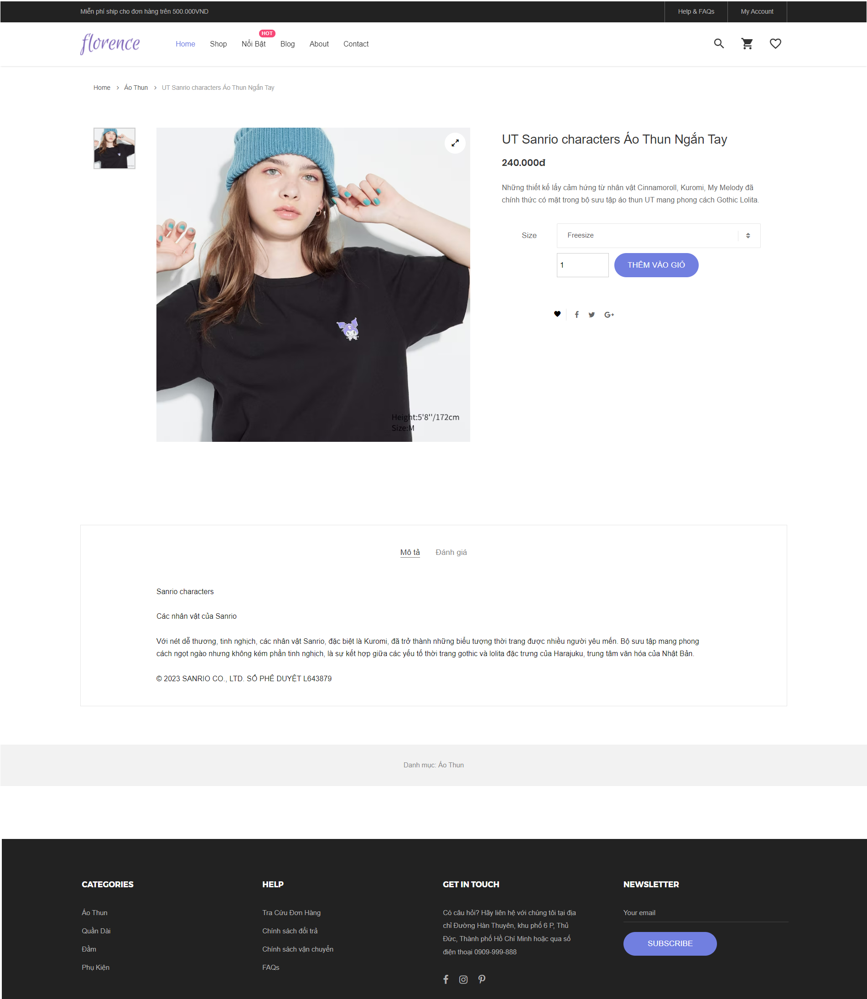 Miễn phí ship cho đơn hàng trên 500.000VND
Help & FAQs
My Account
florence
Home
Shop
Nổi Bật
HOT
Blog
About
Contact
Home > Áo Thun > UT Sanrio characters Áo Thun Ngắn Tay
Height:5'8''/172cm
Size:M
UT Sanrio characters Áo Thun Ngắn Tay
240.000đ
Những thiết kế lấy cảm hứng từ nhân vật Cinnamoroll, Kuromi, My Melody đã
chính thức có mặt trong bộ sưu tập áo thun UT mang phong cách Gothic Lolita.
Size
Freesize
1
THÊM VÀO GIỎ
Mô tả
Đánh giá
Sanrio characters
Các nhân vật của Sanrio
Với nét dễ thương, tinh nghịch, các nhân vật Sanrio, đặc biệt là Kuromi, đã trở thành những biểu tượng thời trang được nhiều người yêu mến. Bộ sưu tập mang phong
cách ngọt ngào nhưng không kém phần tinh nghịch, là sự kết hợp giữa các yếu tố thời trang gothic và lolita đặc trưng của Harajuku, trung tâm văn hóa của Nhật Bản.
© 2023 SANRIO CO., LTD. SỐ PHÊ DUYỆT L643879
Danh mục: Áo Thun
CATEGORIES
Áo Thun
Quần Dài
Đầm
Phụ Kiện
HELP
Tra Cứu Đơn Hàng
Chính sách đổi trả
Chính sách vận chuyển
FAQs
GET IN TOUCH
Có câu hỏi? Hãy liên hệ với chúng tôi tại địa
chỉ Đường Hàn Thuyên, khu phố 6 P, Thủ
Đức, Thành phố Hồ Chí Minh hoặc qua số
điện thoại 0909-999-888
NEWSLETTER
Your email
SUBSCRIBE